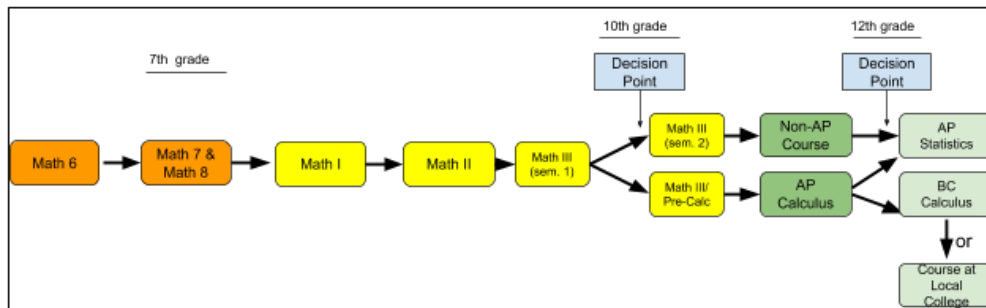 10th grade
12th grade
7th grade
Decision
Point
Decision
Point
Math 6
Math 7 &
Math 8
Math I
Math II
Math III
(sem. 1)
Math III
(sem. 2)
Non-AP
Course
AP
Statistics
Math III/
Pre-Calc
AP
Calculus
BC
Calculus
or
Course at
Local
College